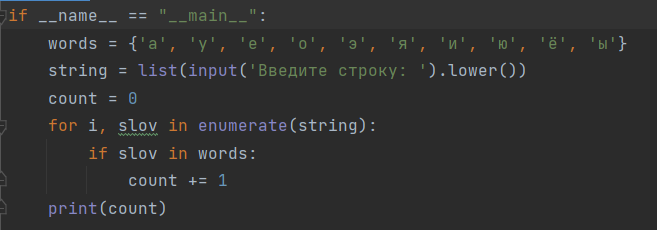 if __name__ == "__main__":
    words = {'а', 'у', 'е', 'о', 'э', 'я', 'и', 'ю', 'ё', 'ы'}
    string = list(input('Введите строку: ').lower())
    count = 0
    for i, slov in enumerate(string):
        if slov in words:
            count += 1
    print(count)